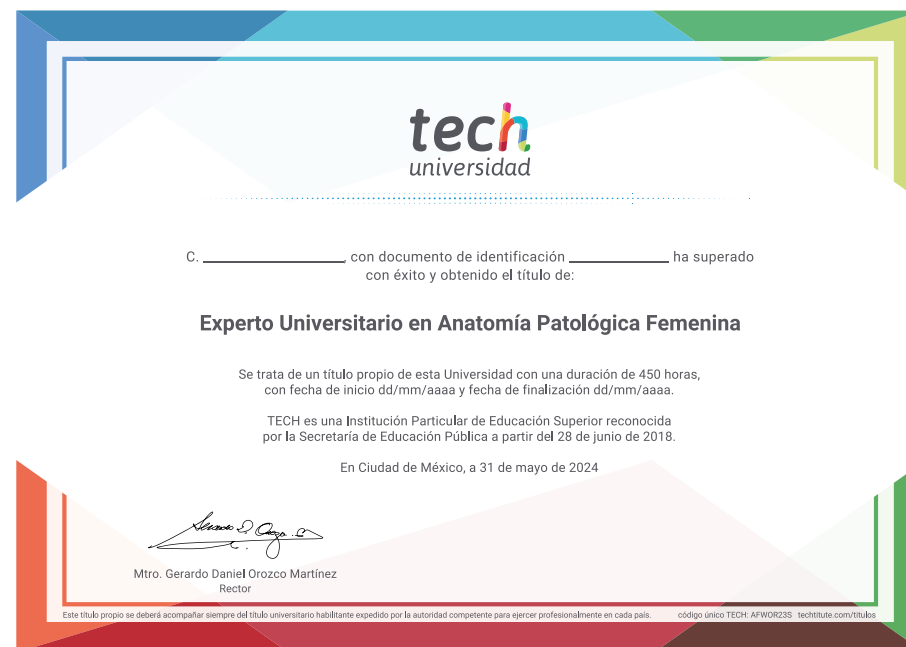 tech
universidad
C. ____________________, con documento de identificación ______________ ha superado
con éxito y obtenido el título de:
Experto Universitario en Anatomía Patológica Femenina
Se trata de un título propio de esta Universidad con una duración de 450 horas,
con fecha de inicio dd/mm/aaaa y fecha de finalización dd/mm/aaaa.
TECH es una Institución Particular de Educación Superior reconocida
por la Secretaría de Educación Pública a partir del 28 de junio de 2018.
En Ciudad de México, a 31 de mayo de 2024
Mtro. Gerardo Daniel Orozco Martínez
Rector
Este título propio se deberá acompañar siempre del título universitario habilitante expedido por la autoridad competente para ejercer profesionalmente en cada país. código único TECH: AFWOR23S techtitute.com/titulos